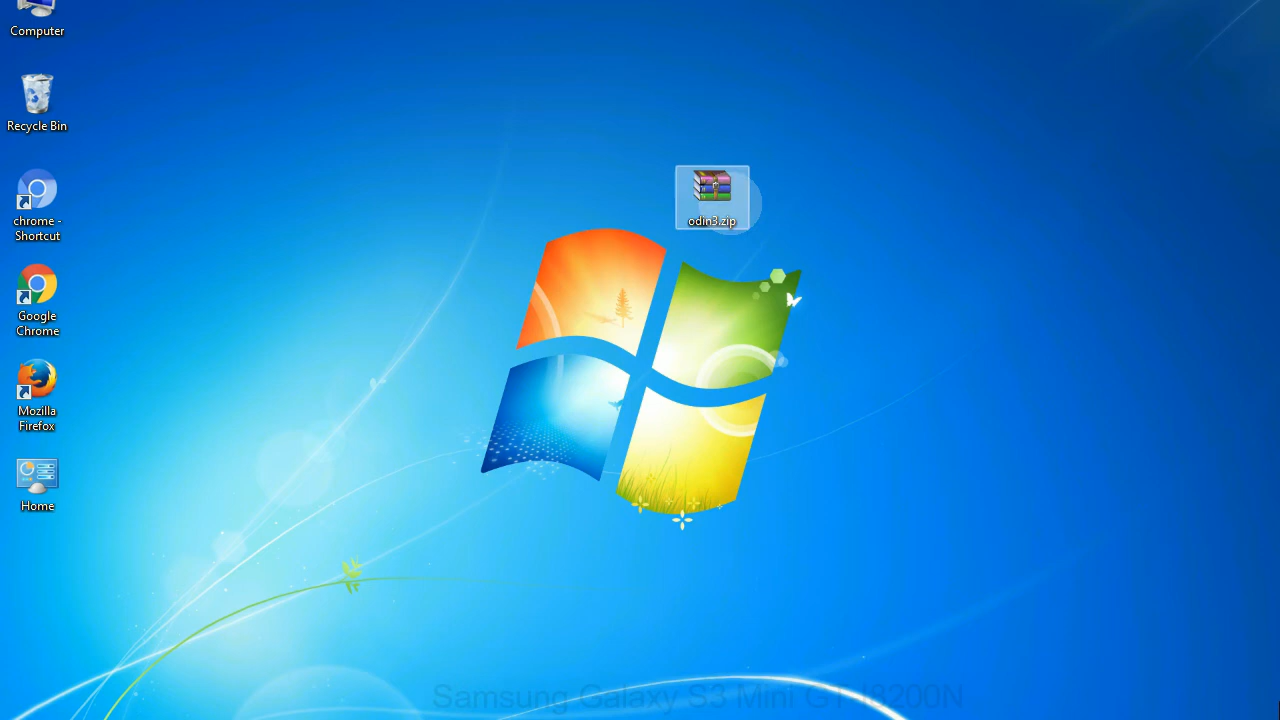 Computer
Recycle Bin
chrome -
Shortcut
Google
Chrome
Mozilla
Firefox
Home
odin3.zip
Samsung Galaxy S3 Mini GT-I8200N